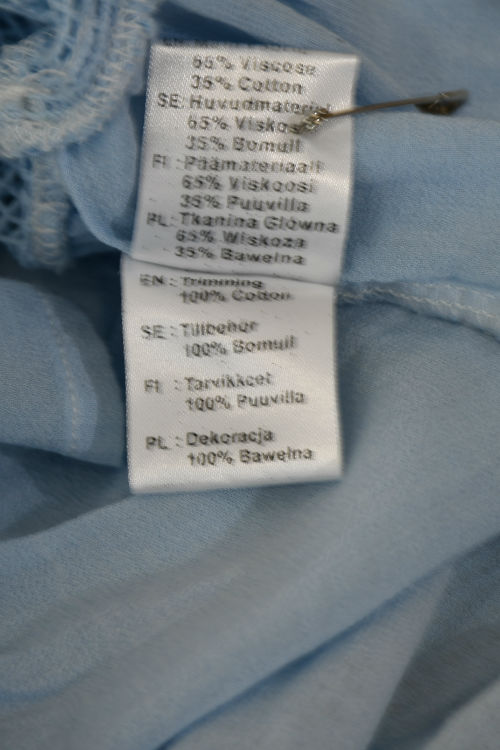 65% Viscose
35% Cotton
SE: Huvudmaterial
65% Viskos
35% Bomull
FI : Päämateriaali
65% Viskoosi
35% Puuvilla
PL: Tkanina Główna
65% Wiskoza
35% Bawełna
EN : Trimming
100% Cotton
SE : Tillbehör
100% Bomull
FI : Tarvikkeet
100% Puuvilla
PL : Dekoracja
100% Bawełna